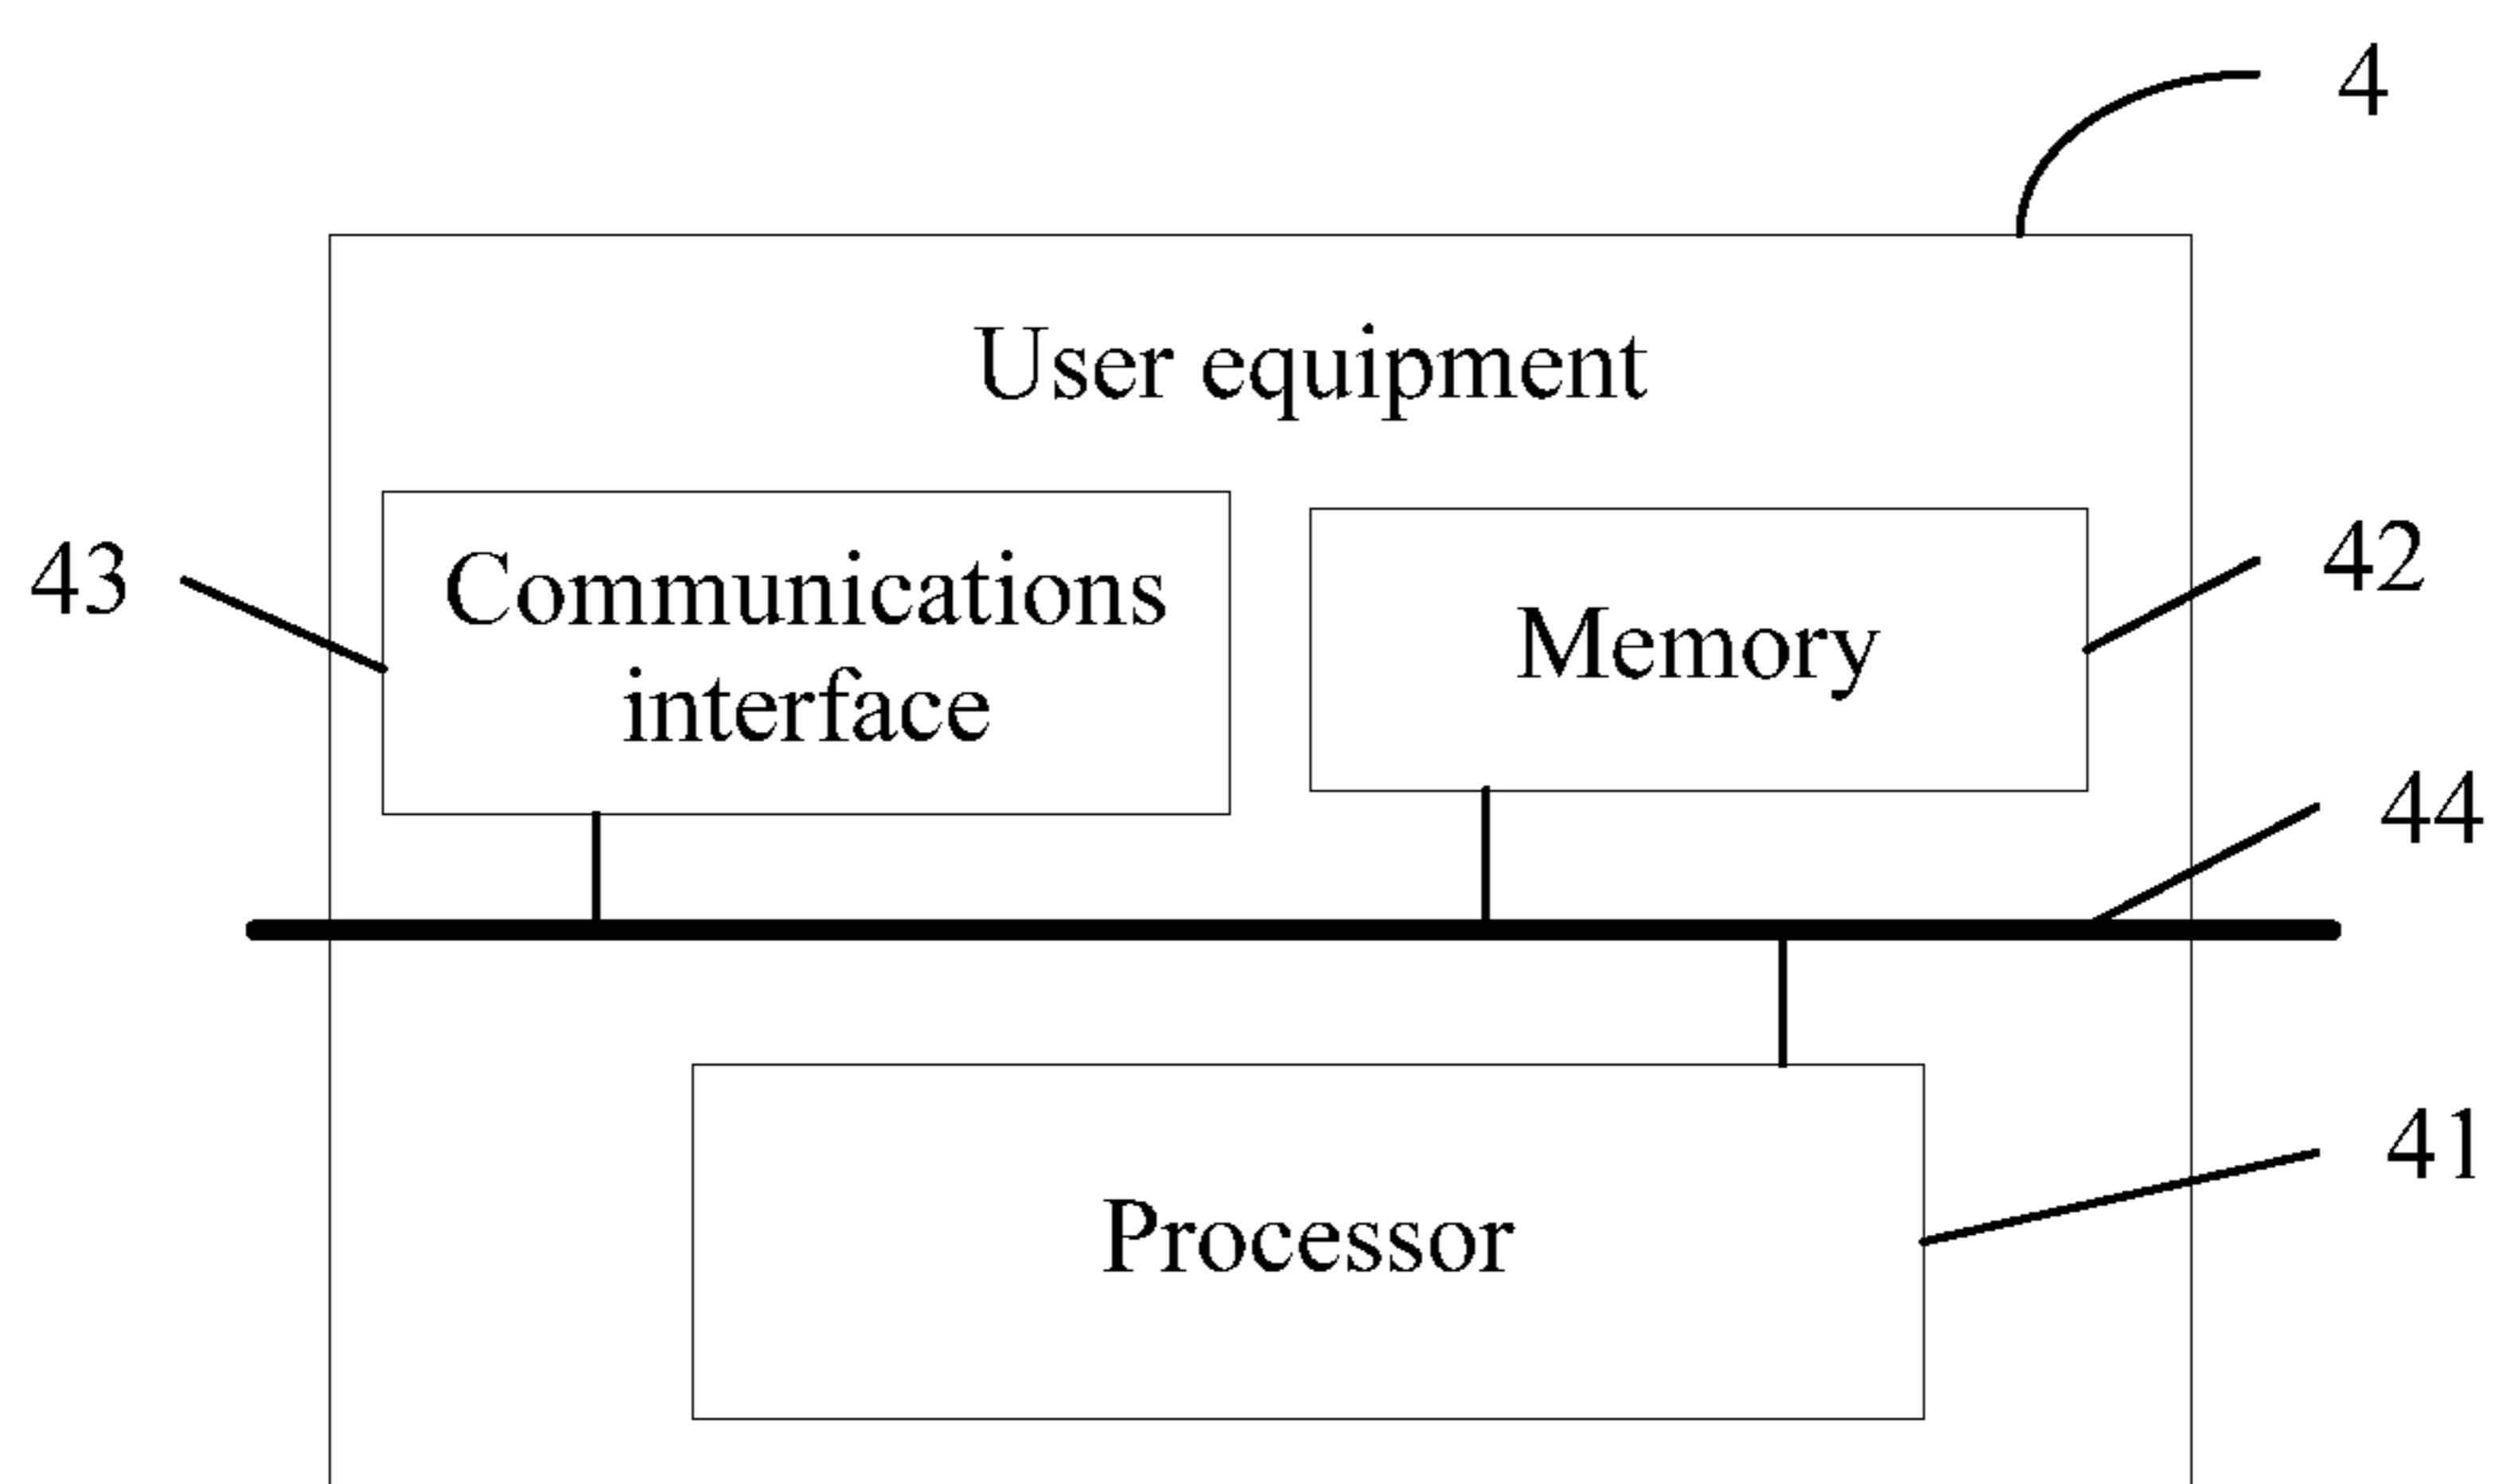 4
User equipment
43
Communications
interface
Memory
42
44
Processor
41